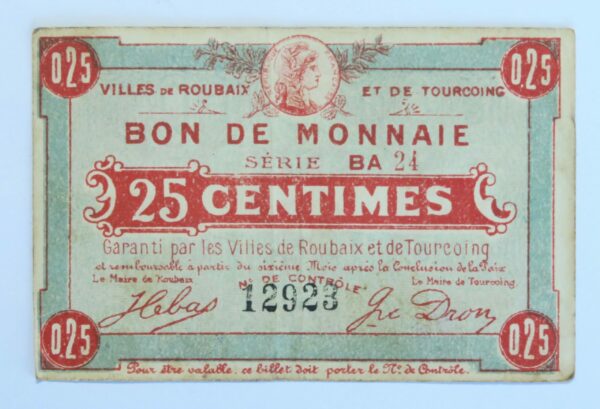 0.25 0.25
VILLES DE ROUBAIX ET DE TOURCOING
BON DE MONNAIE
SÉRIE BA 24
25 CENTIMES
Garanti par les Villes de Roubaix et de Tourcoing
et remboursable à partir du sixième Mois après la Conclusion de la Paix
Le Maire de Roubaix Le Maire de Tourcoing
No. DE CONTRÔLE
12923
Hebas Gve Dron
0.25 0.25
Pour être valable, ce billet doit porter le No. de Contrôle.